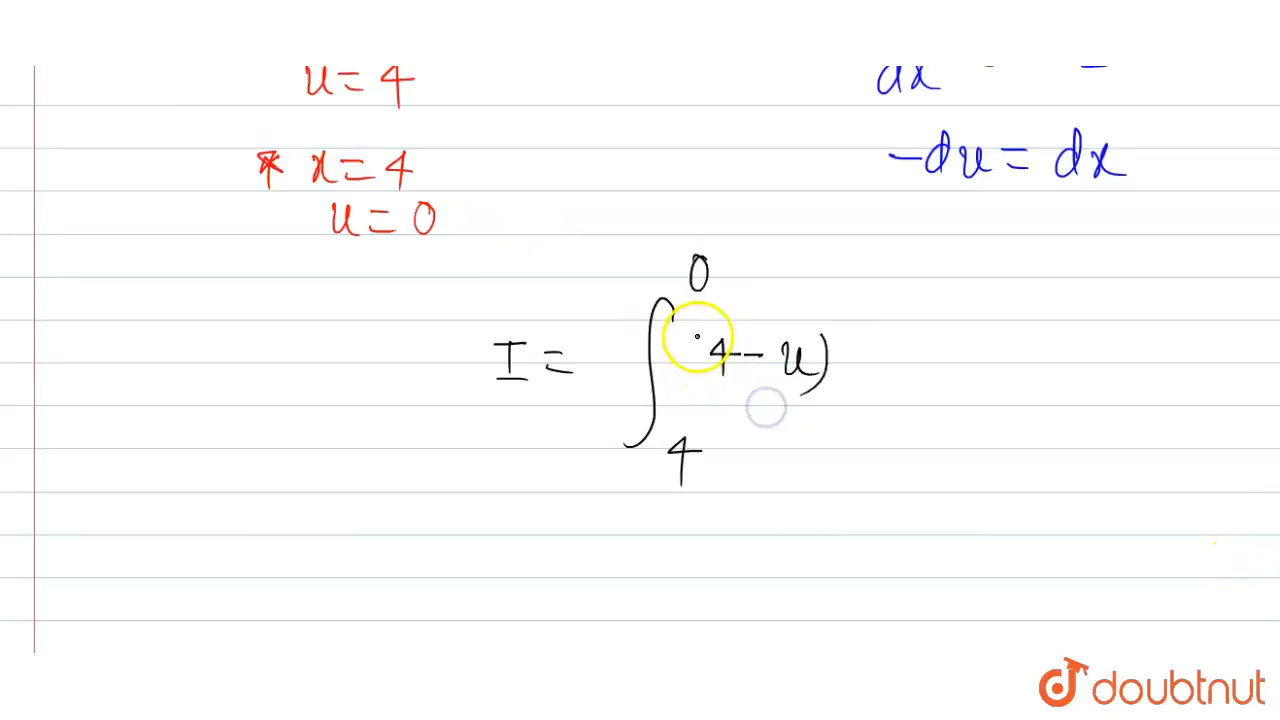 u = 4
dx
* x = 4
-du = dx
u = 0
0
I = ∫ 4 - u)
4
doubtnut